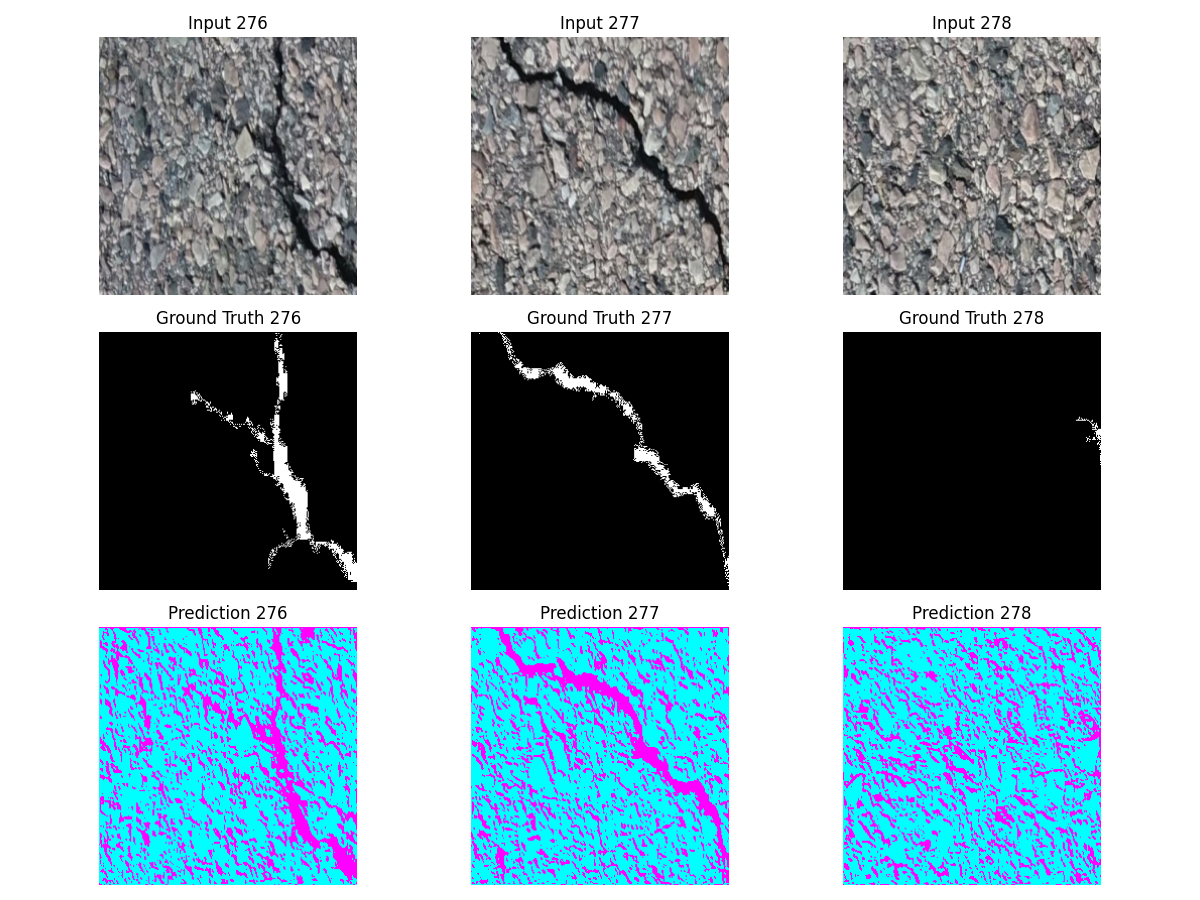 Input 276
Input 277
Input 278
Ground Truth 276
Ground Truth 277
Ground Truth 278
Prediction 276
Prediction 277
Prediction 278